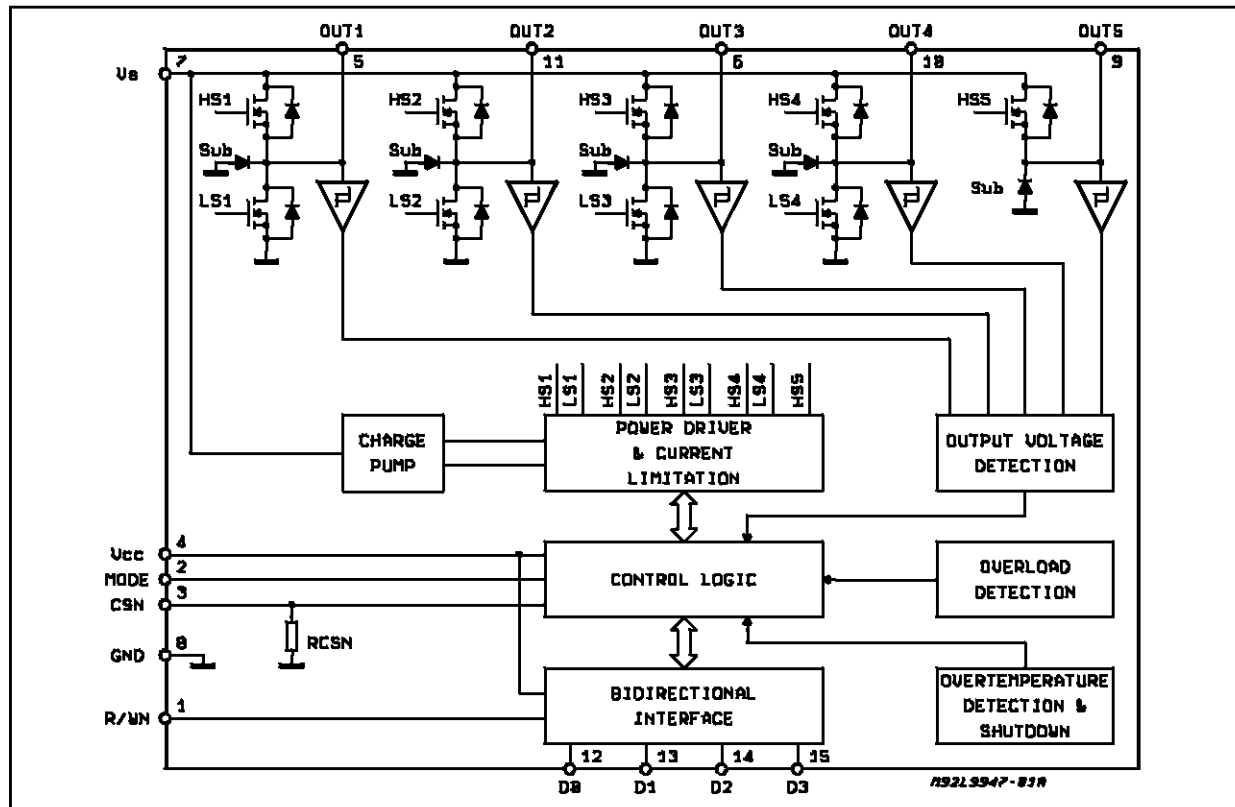 OUT1 OUT2 OUT3 OUT4 OUT5
7 5 11 6 10 9
Vs
HS1 HS2 HS3 HS4 HS5
Sub Sub Sub Sub Sub
LS1 LS2 LS3 LS4
HS1 LS1 HS2 LS2 HS3 LS3 HS4 LS4 HS5
CHARGE
PUMP
POWER DRIVER
& CURRENT
LIMITATION
OUTPUT VOLTAGE
DETECTION
Vcc 4
MODE 2
CSN 3
CONTROL LOGIC
OVERLOAD
DETECTION
RCSN
GND 8
R/WN 1
BIDIRECTIONAL
INTERFACE
OVERTEMPERATURE
DETECTION &
SHUTDOWN
12 13 14 15
D0 D1 D2 D3
M92L9947-01A